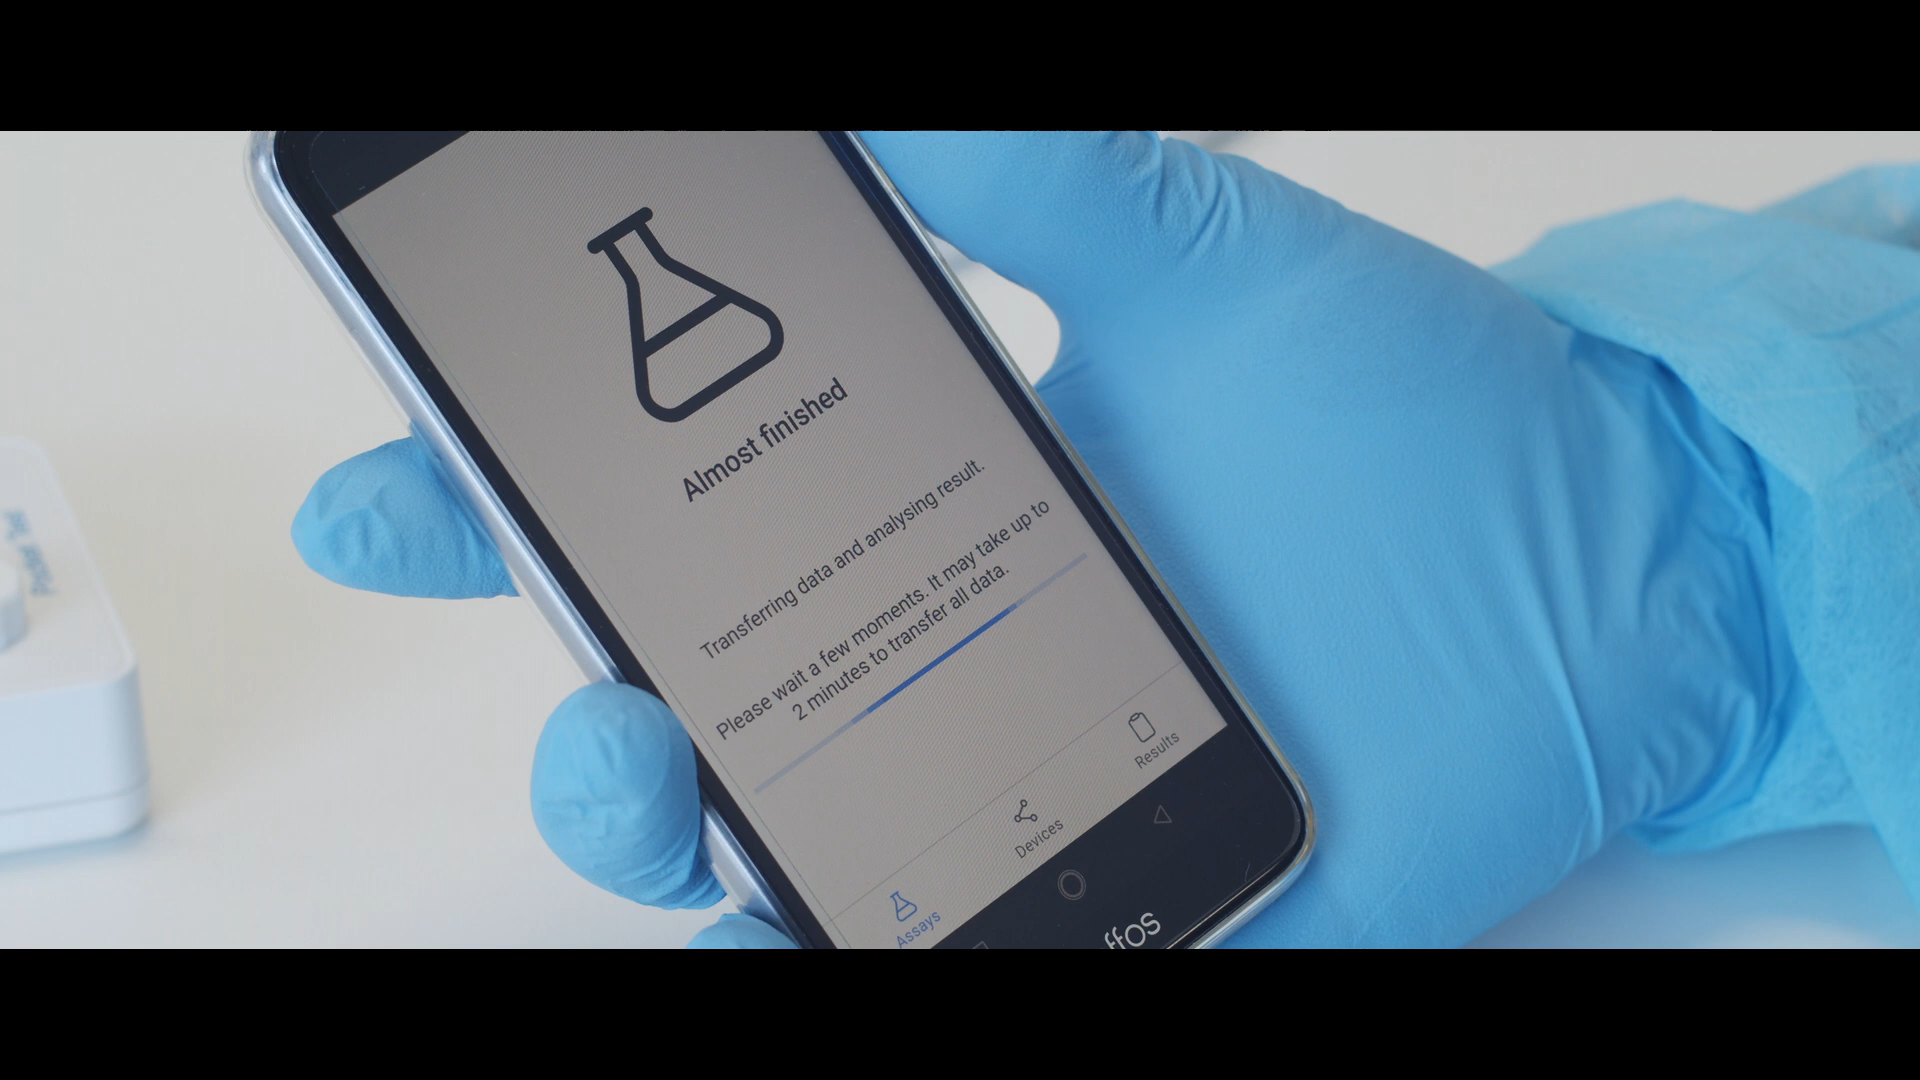 Almost finished
Transferring data and analysing result.
Please wait a few moments. It may take up to
2 minutes to transfer all data.
Assays
Devices
Results
ffos